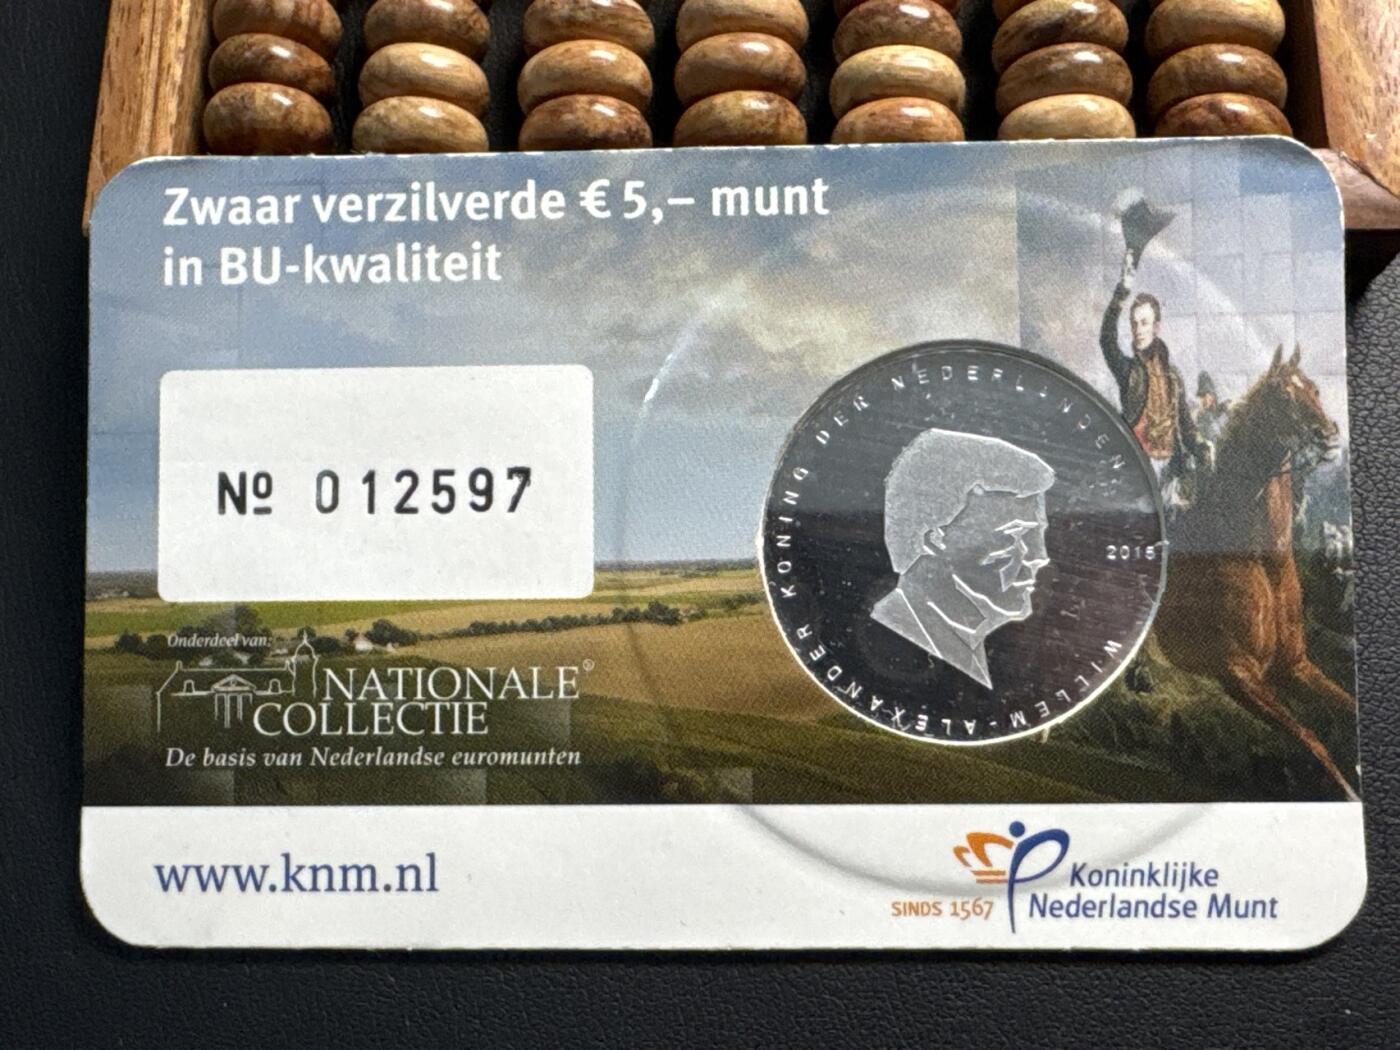 Zwaar verzilverde € 5,– munt
in BU-kwaliteit
Nº 012597
Onderdeel van:
NATIONALE®
COLLECTIE
De basis van Nederlandse euromunten
WILLEM-ALEXANDER KONING DER NEDERLANDEN
2015
www.knm.nl
SINDS 1567
Koninklijke
Nederlandse Munt